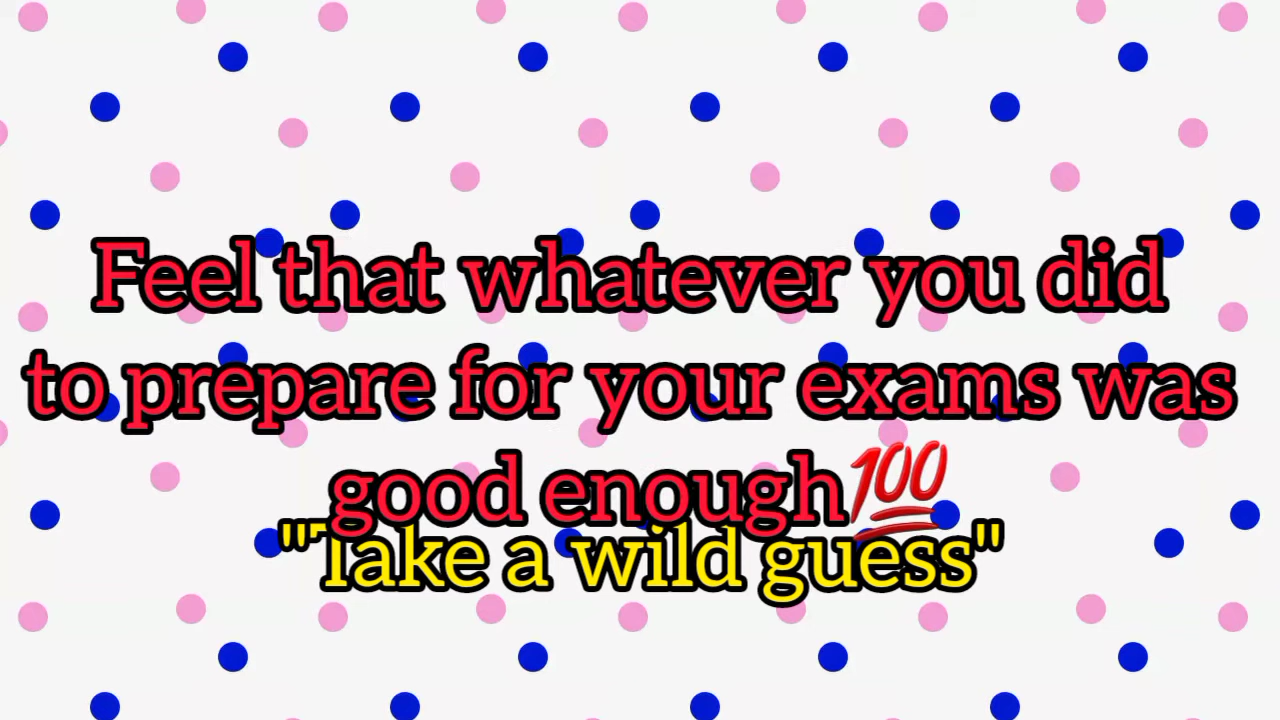 Feel that whatever you did
to prepare for your exams was
good enough💯
"Take a wild guess"